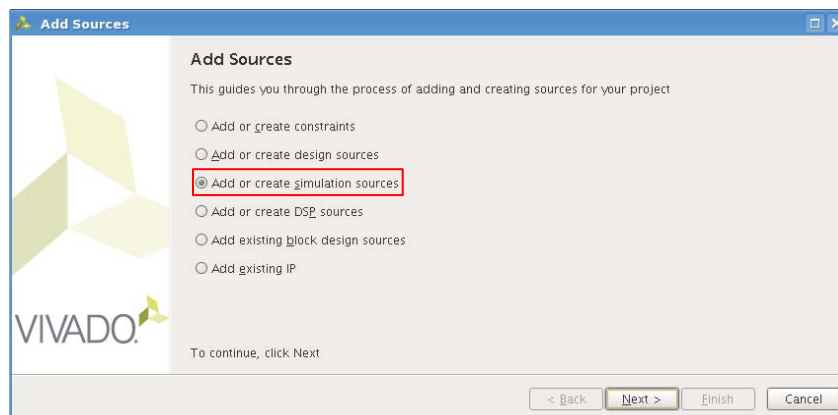 Add Sources
Add Sources
This guides you through the process of adding and creating sources for your project
Add or create constraints
Add or create design sources
Add or create simulation sources
Add or create DSP sources
Add existing block design sources
Add existing IP
VIVADO.
To continue, click Next
< Back Next > Finish Cancel